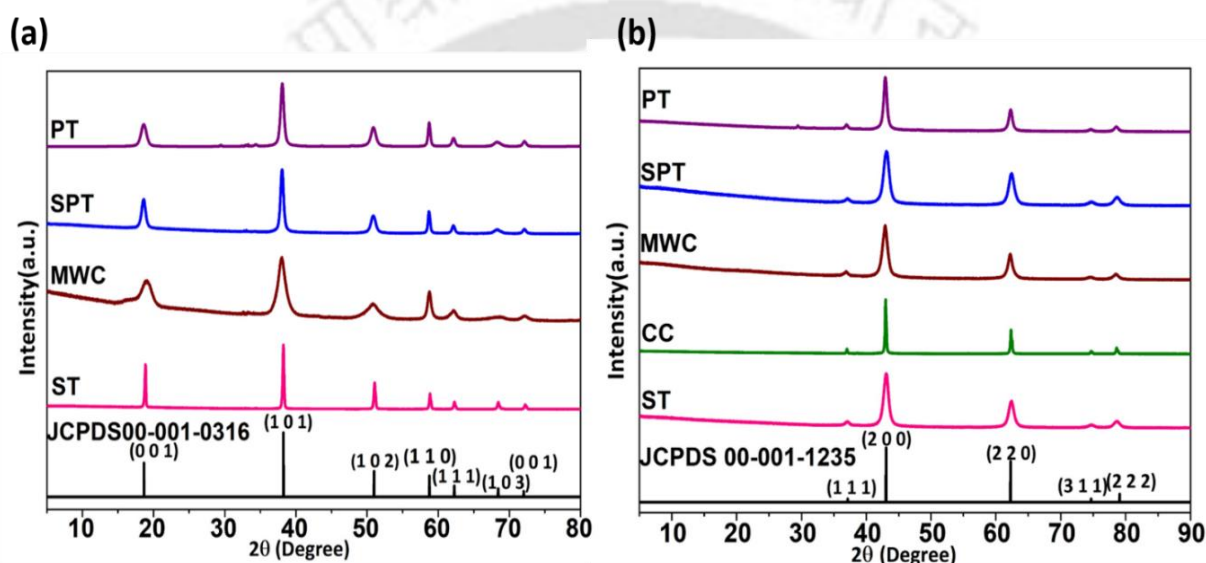 (a)
PT
SPT
MWC
ST
JCPDS00-001-0316
(0 0 1)
(1 0 1)
(1 0 2)
(1 1 0)
(1 1 1)
(1 0 3)
(0 0 1)
Intensity(a.u.)
10 20 30 40 50 60 70 80
2θ (Degree)
(b)
PT
SPT
MWC
CC
ST
JCPDS 00-001-1235
(1 1 1)
(2 0 0)
(2 2 0)
(3 1 1)
(2 2 2)
Intensity(a.u.)
10 20 30 40 50 60 70 80 90
2θ (Degree)